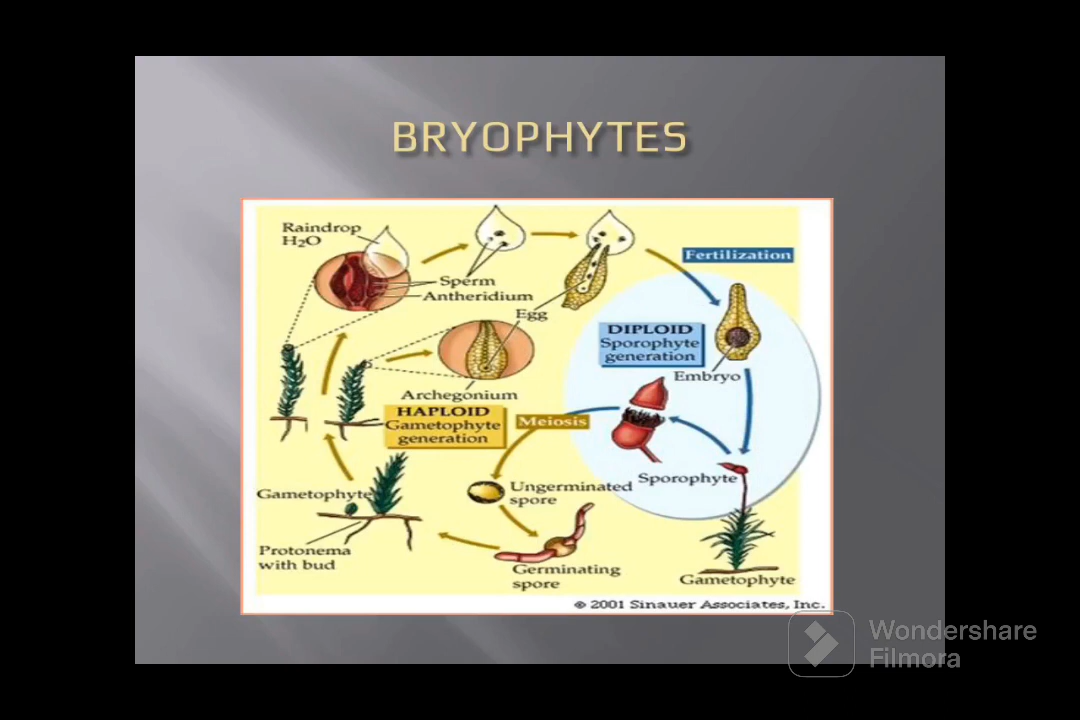 BRYOPHYTES
Raindrop
H2O
Fertilization
Sperm
Antheridium
Egg
DIPLOID
Sporophyte
generation
Embryo
Archegonium
HAPLOID
Gametophyte
generation
Meiosis
Sporophyte
Ungerminated
spore
Gametophyte
Protonema
with bud
Germinating
spore
Gametophyte
© 2001 Sinauer Associates, Inc.
Wondershare
Filmora